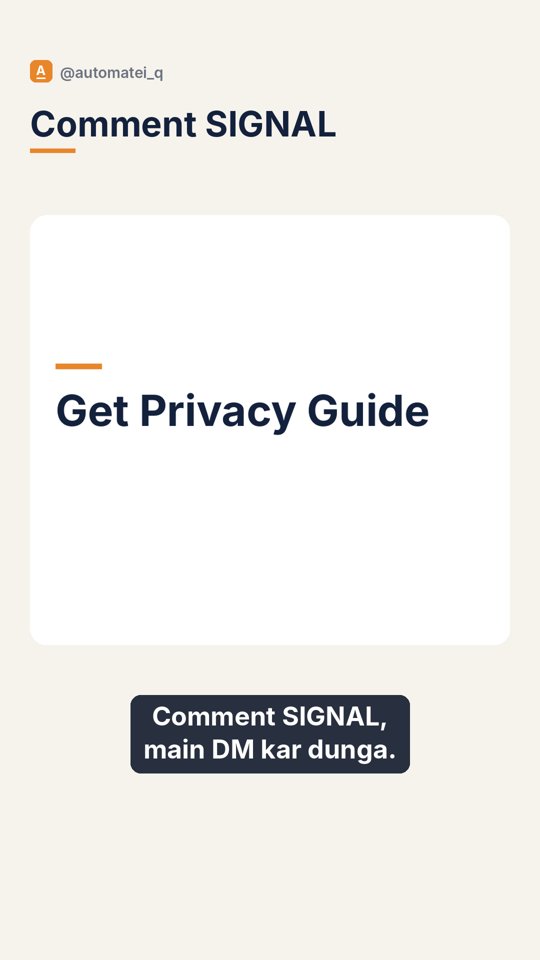 A @automatei_q
Comment SIGNAL
Get Privacy Guide
Comment SIGNAL,
main DM kar dunga.